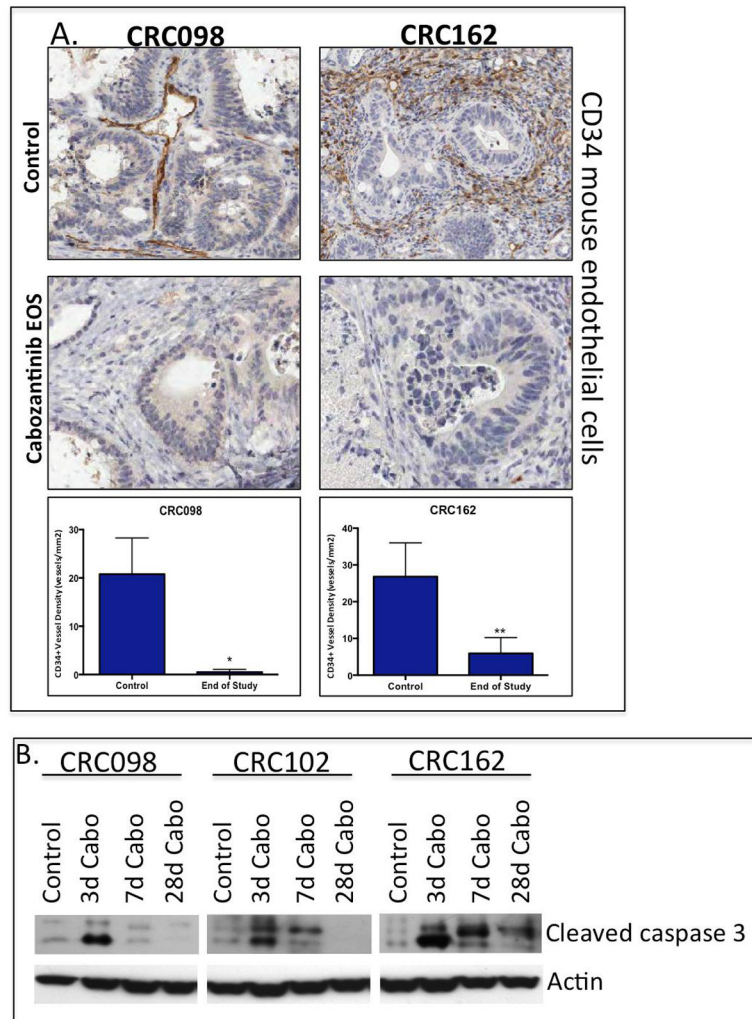 A.
CRC098
CRC162
Control
Cabozantinib EOS
CD34 mouse endothelial cells
CRC098
CD34+ Vessel Density (vessels/mm2)
30
20
10
0
*
Control
End of Study
CRC162
CD34+ Vessel Density (vessels/mm2)
40
30
20
10
0
**
Control
End of Study
B.
CRC098
CRC102
CRC162
Control
3d Cabo
7d Cabo
28d Cabo
Control
3d Cabo
7d Cabo
28d Cabo
Control
3d Cabo
7d Cabo
28d Cabo
Cleaved caspase 3
Actin